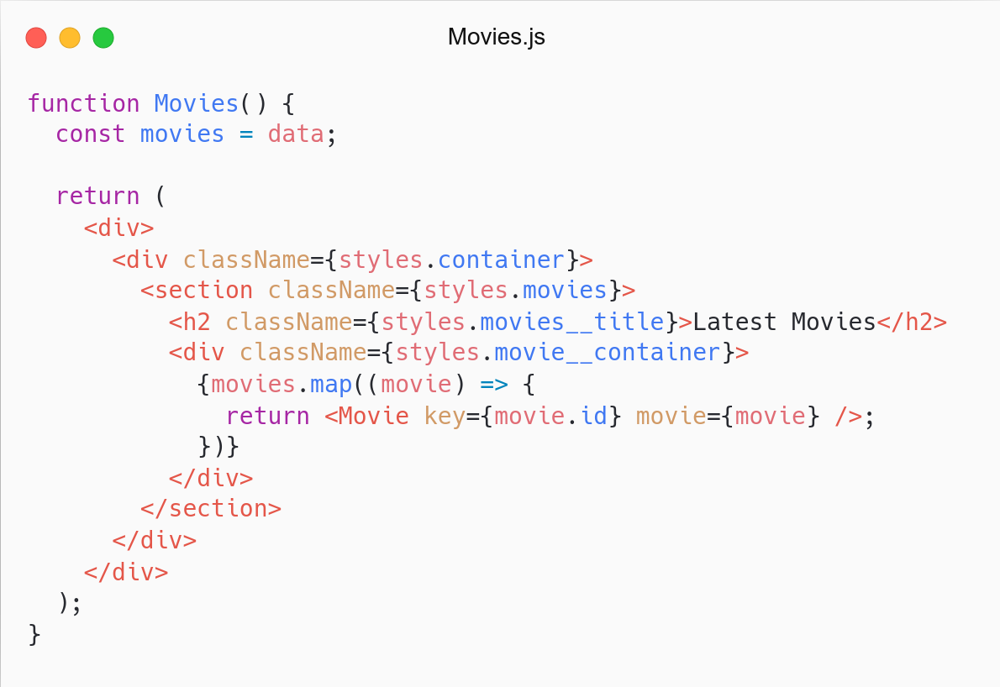 Movies.js
function Movies() {
  const movies = data;

  return (
    <div>
      <div className={styles.container}>
        <section className={styles.movies}>
          <h2 className={styles.movies__title}>Latest Movies</h2>
          <div className={styles.movie__container}>
            {movies.map((movie) => {
              return <Movie key={movie.id} movie={movie} />;
            })}
          </div>
        </section>
      </div>
    </div>
  );
}